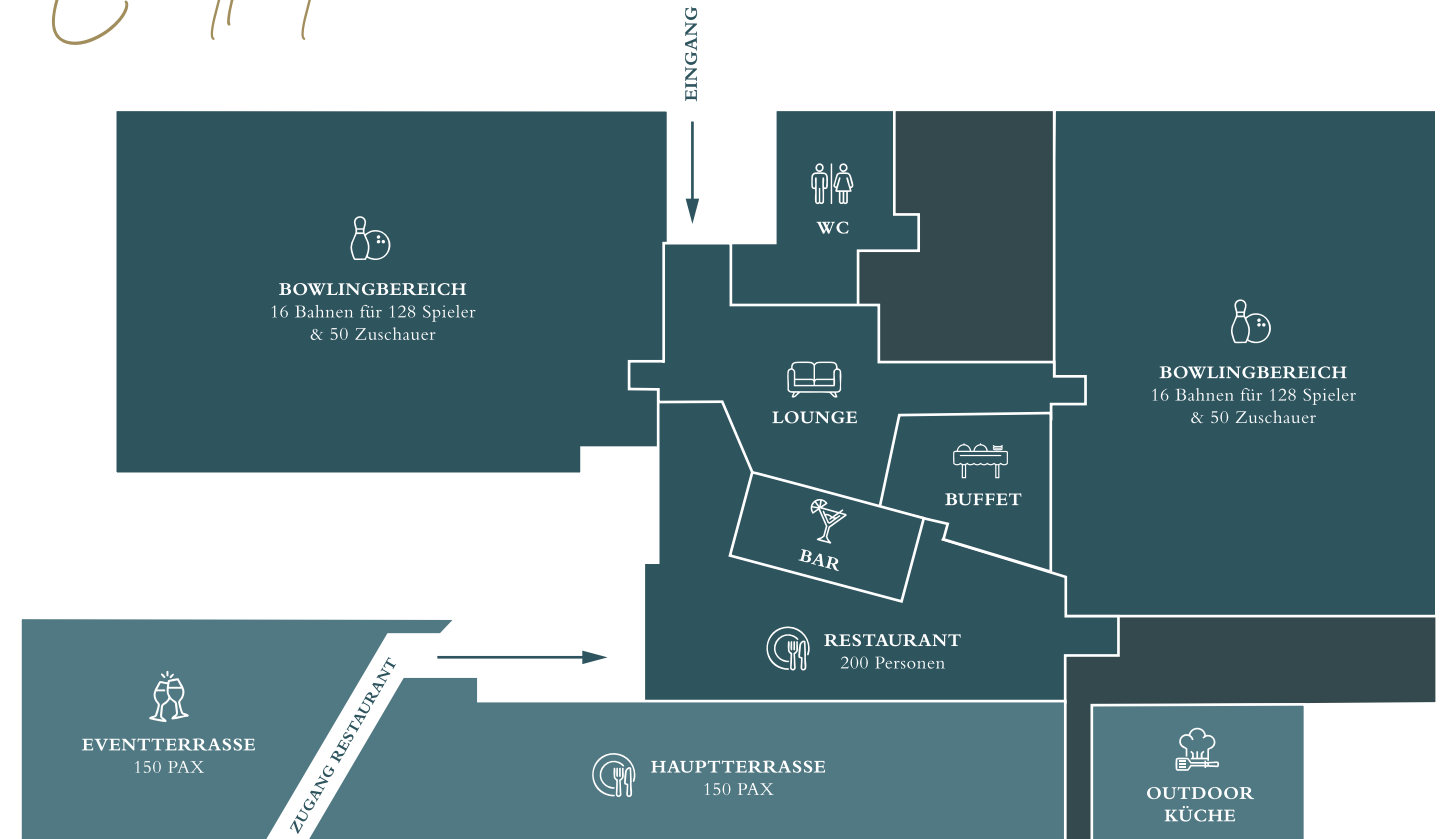 EINGANG
WC
BOWLINGBEREICH
16 Bahnen für 128 Spieler
& 50 Zuschauer
BOWLINGBEREICH
16 Bahnen für 128 Spieler
& 50 Zuschauer
LOUNGE
BUFFET
BAR
RESTAURANT
200 Personen
EVENTTERRASSE
150 PAX
ZUGANG RESTAURANT
HAUPTTERRASSE
150 PAX
OUTDOOR
KÜCHE